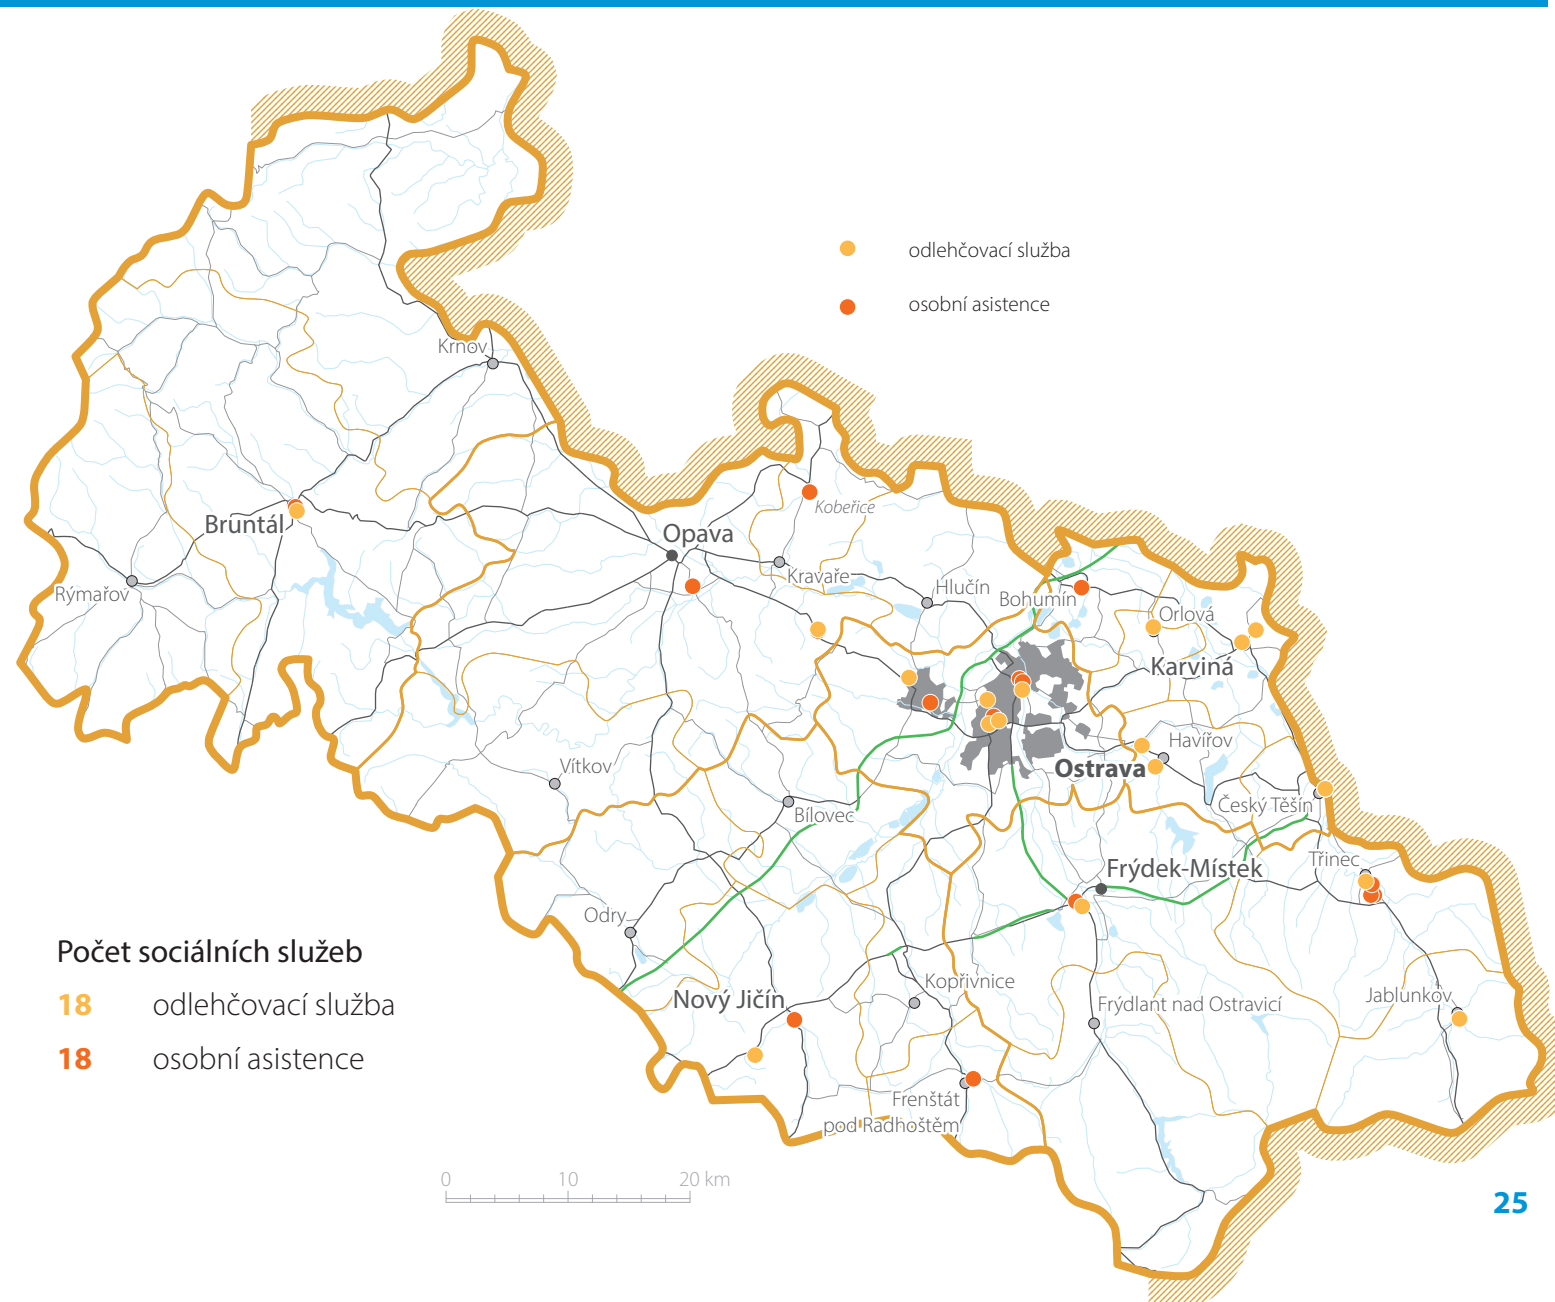 odlehčovací služba
osobní asistence
Krnov
Kobeřice
Bruntál
Opava
Kravaře
Hlučín
Bohumín
Rýmařov
Orlová
Karviná
Vítkov
Havířov
Ostrava
Český Těšín
Bílovec
Třinec
Frýdek-Místek
Odry
Počet sociálních služeb
18 odlehčovací služba
18 osobní asistence
Nový Jičín
Kopřivnice
Frýdlant nad Ostravicí
Jablunkov
Frenštát
pod Radhoštěm
0 10 20 km
25